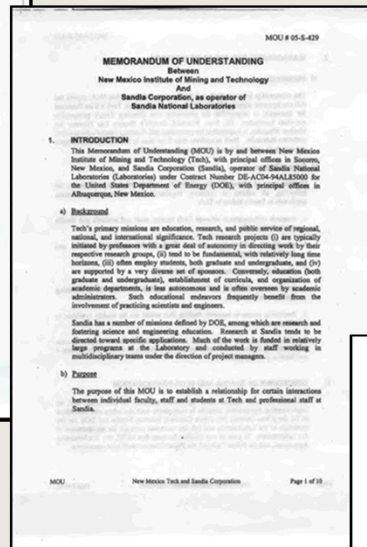 MOU # 05-S-429
MEMORANDUM OF UNDERSTANDING
Between
New Mexico Institute of Mining and Technology
And
Sandia Corporation, as operator of
Sandia National Laboratories
1. INTRODUCTION
This Memorandum of Understanding (MOU) is by and between New Mexico
Institute of Mining and Technology (Tech), with principal offices in Socorro,
New Mexico, and Sandia Corporation (Sandia), operator of Sandia National
Laboratories (Laboratories) under Contract Number DE-AC04-94AL85000 for
the United States Department of Energy (DOE), with principal offices in
Albuquerque, New Mexico.
a) Background
Tech's primary missions are education, research, and public service of regional,
national, and international significance. Tech research projects (i) are typically
initiated by professors with a great deal of autonomy in directing work by their
respective research groups, (ii) tend to be fundamental, with relatively long time
horizons, (iii) often employ students, both graduate and undergraduate, and (iv)
are supported by a very diverse set of sponsors. Conversely, education (both
graduate and undergraduate), establishment of curricula, and organization of
academic departments, is less autonomous and is often overseen by academic
administrators. Such educational endeavors frequently benefit from the
involvement of practicing scientists and engineers.
Sandia has a number of missions defined by DOE, among which are research and
fostering science and engineering education. Research at Sandia tends to be
directed toward specific applications. Much of the work is funded in relatively
large programs at the Laboratory and conducted by staff working in
multidisciplinary teams under the direction of project managers.
b) Purpose
The purpose of this MOU is to establish a relationship for certain interactions
between individual faculty, staff and students at Tech and professional staff at
Sandia.
MOU New Mexico Tech and Sandia Corporation Page 1 of 10